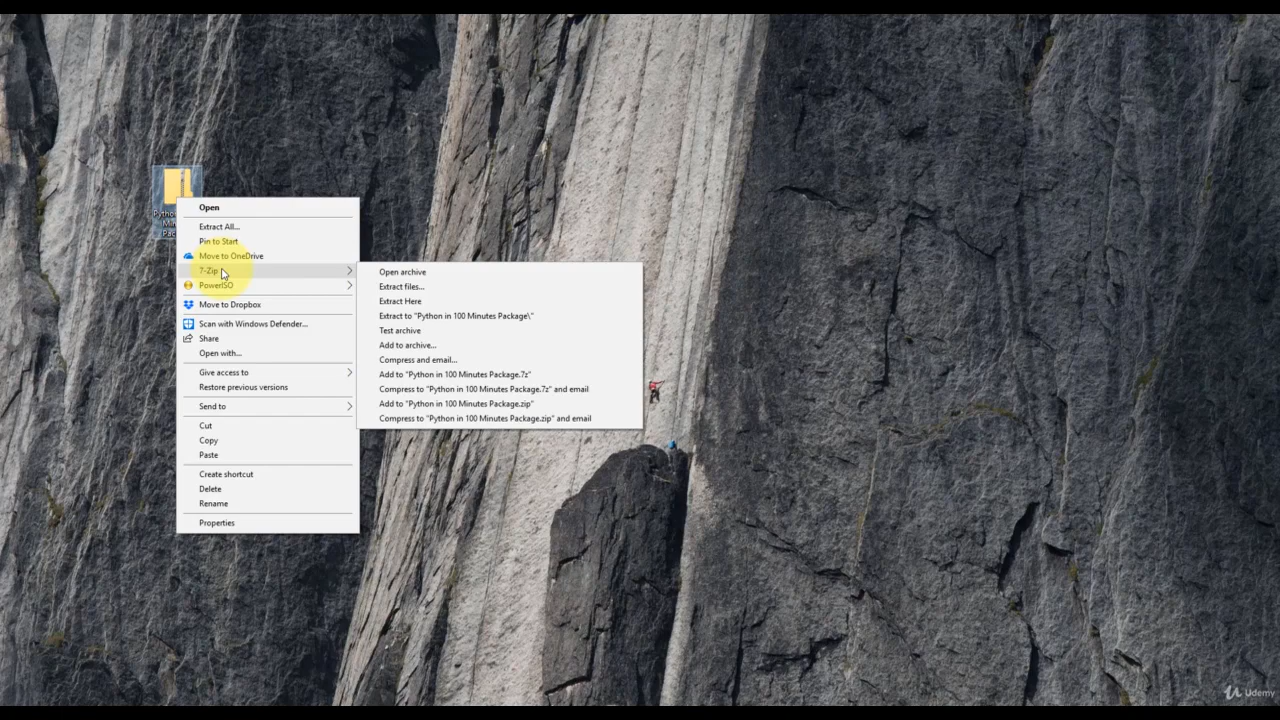 Open
Extract All...
Pin to Start
Move to OneDrive
7-Zip
PowerISO
Move to Dropbox
Scan with Windows Defender...
Share
Open with...
Give access to
Restore previous versions
Send to
Cut
Copy
Paste
Create shortcut
Delete
Rename
Properties
Open archive
Extract files...
Extract Here
Extract to "Python in 100 Minutes Package\"
Test archive
Add to archive...
Compress and email...
Add to "Python in 100 Minutes Package.7z"
Compress to "Python in 100 Minutes Package.7z" and email
Add to "Python in 100 Minutes Package.zip"
Compress to "Python in 100 Minutes Package.zip" and email
Udemy